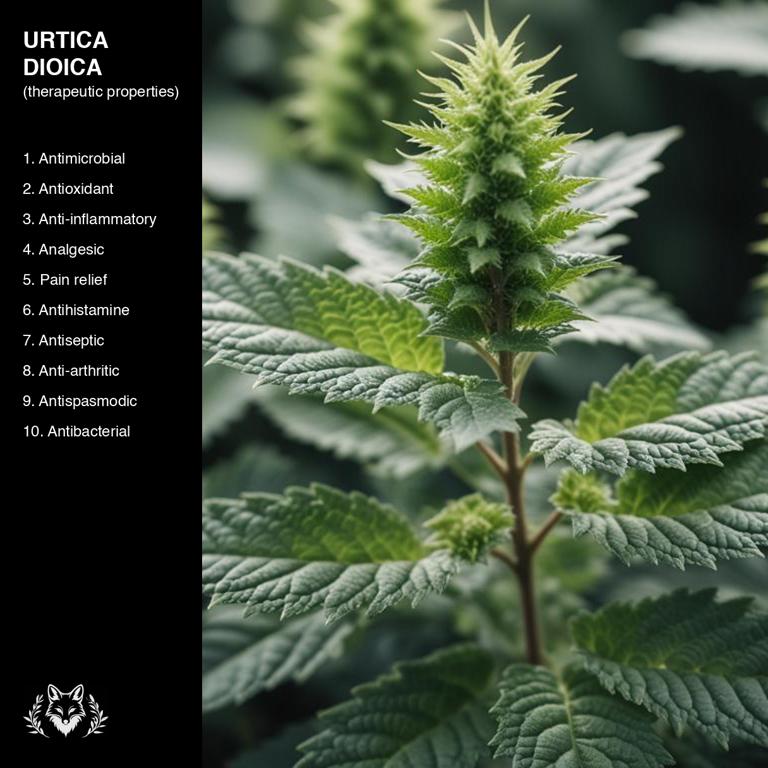 URTICA
DIOICA
(therapeutic properties)
1. Antimicrobial
2. Antioxidant
3. Anti-inflammatory
4. Analgesic
5. Pain relief
6. Antihistamine
7. Antiseptic
8. Anti-arthritic
9. Antispasmodic
10. Antibacterial